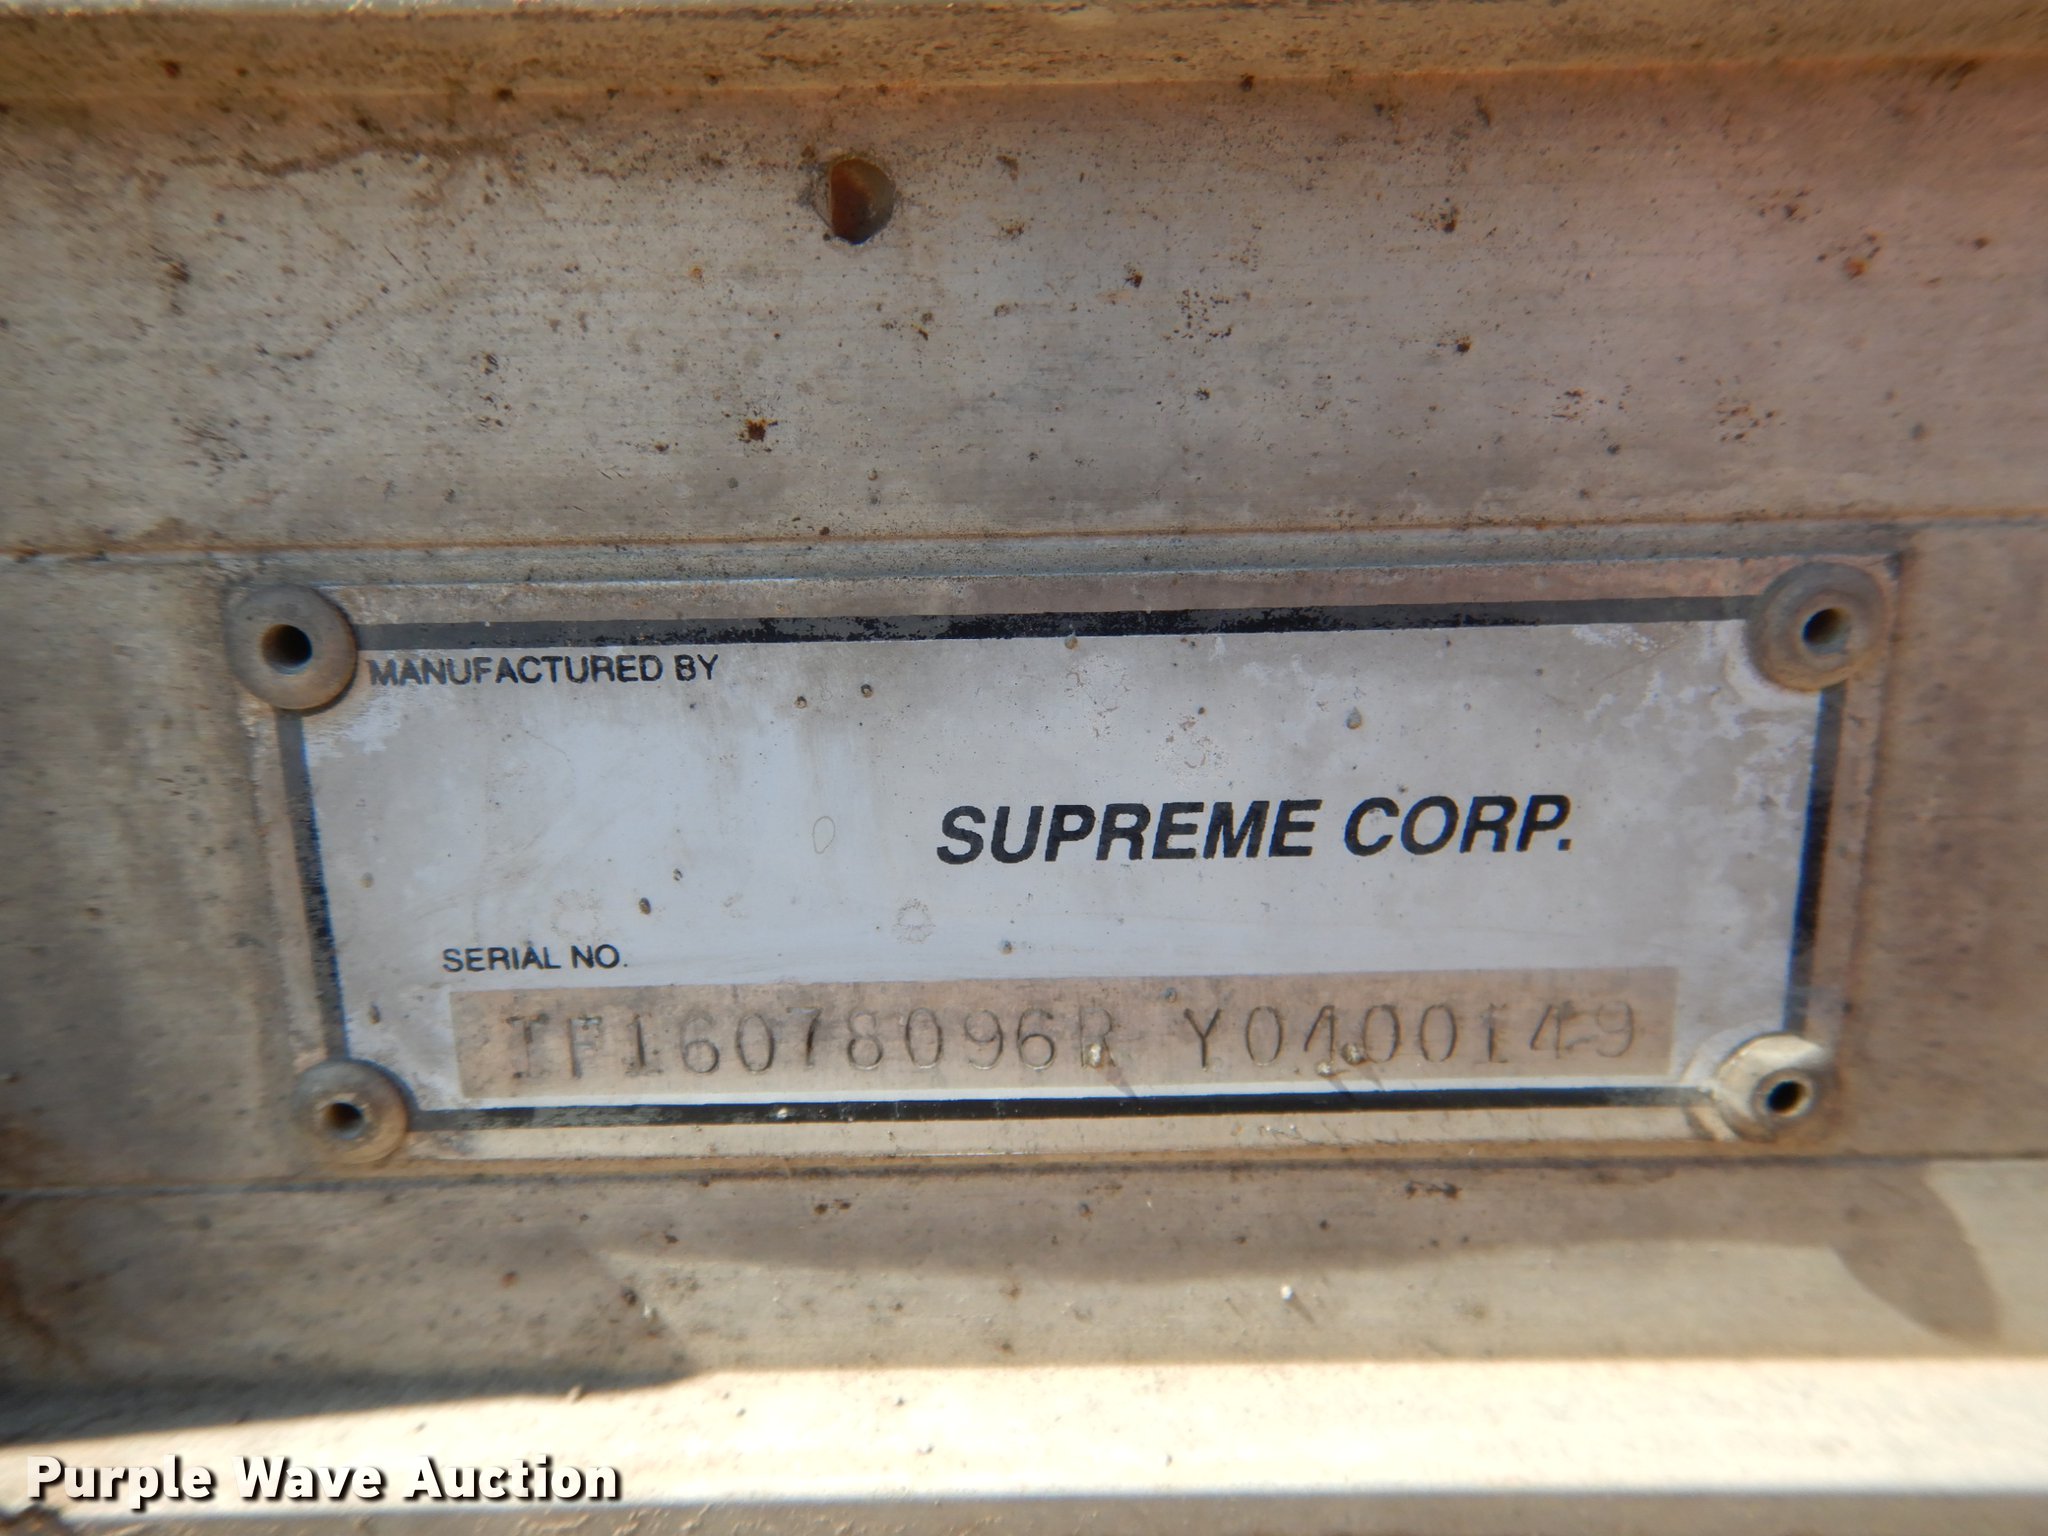 MANUFACTURED BY
SUPREME CORP.
SERIAL NO.
IF16078096R Y0400149
Purple Wave Auction